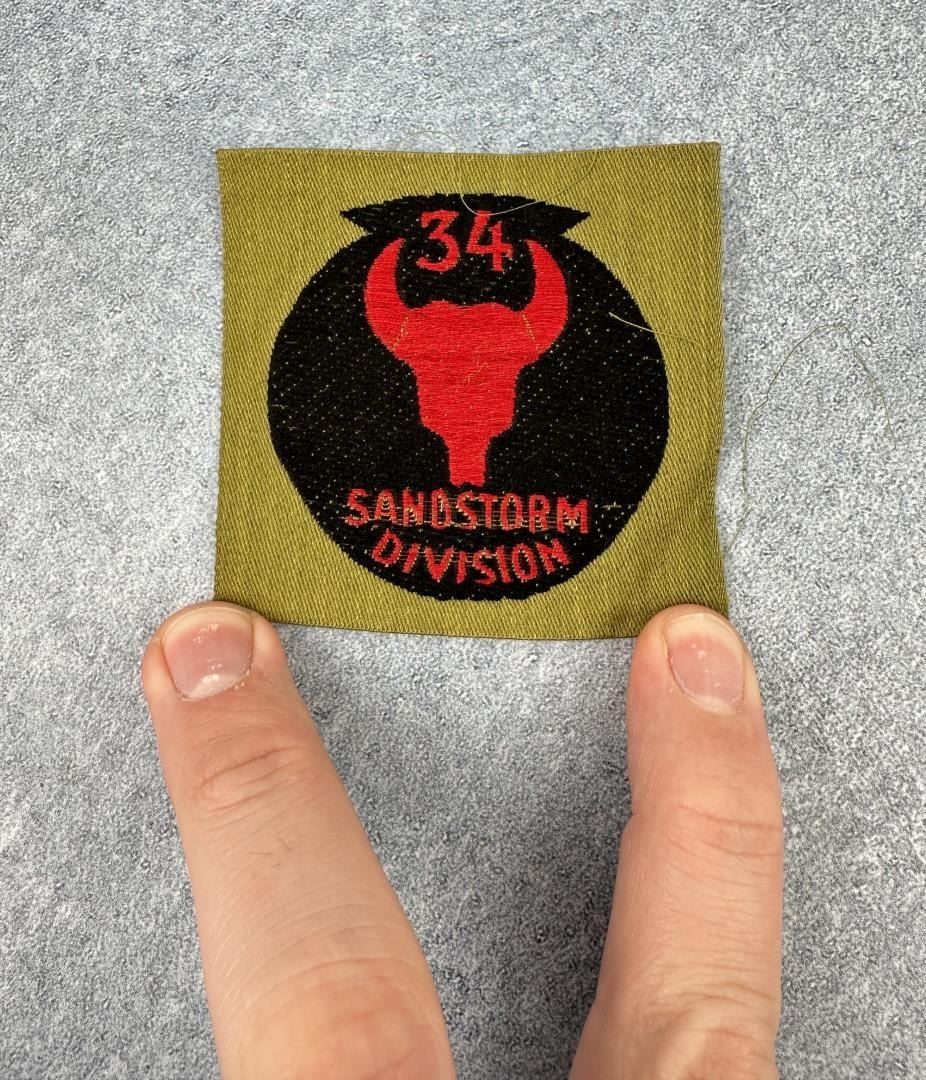 34
SANDSTORM
DIVISION